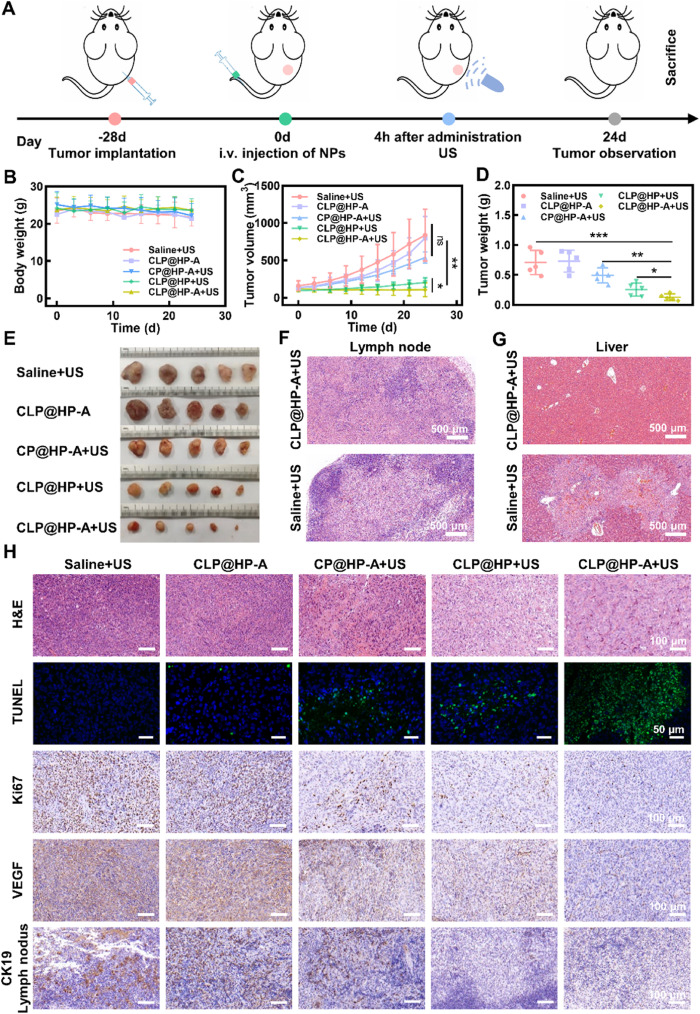 A
Sacrifice
Day
-28d
0d
4h after administration
24d
Tumor implantation
i.v. injection of NPs
US
Tumor observation
B
Body weight (g)
30
20
10
0
Saline+US
CLP@HP-A
CP@HP-A+US
CLP@HP+US
CLP@HP-A+US
0
10
20
30
Time (d)
C
Tumor volume (mm³)
1500
1000
500
0
Saline+US
CLP@HP-A
CP@HP-A+US
CLP@HP+US
CLP@HP-A+US
ns
**
*
0
10
20
30
Time (d)
D
Tumor weight (g)
2.0
1.5
1.0
0.5
0.0
Saline+US
CLP@HP-A
CP@HP-A+US
CLP@HP+US
CLP@HP-A+US
***
**
*
E
Saline+US
CLP@HP-A
CP@HP-A+US
CLP@HP+US
CLP@HP-A+US
F
Lymph node
CLP@HP-A+US
500 μm
Saline+US
500 μm
G
Liver
CLP@HP-A+US
500 μm
Saline+US
500 μm
H
Saline+US
CLP@HP-A
CP@HP-A+US
CLP@HP+US
CLP@HP-A+US
H&E
100 μm
TUNEL
50 μm
Ki67
100 μm
VEGF
100 μm
CK19
Lymph nodus
100 μm